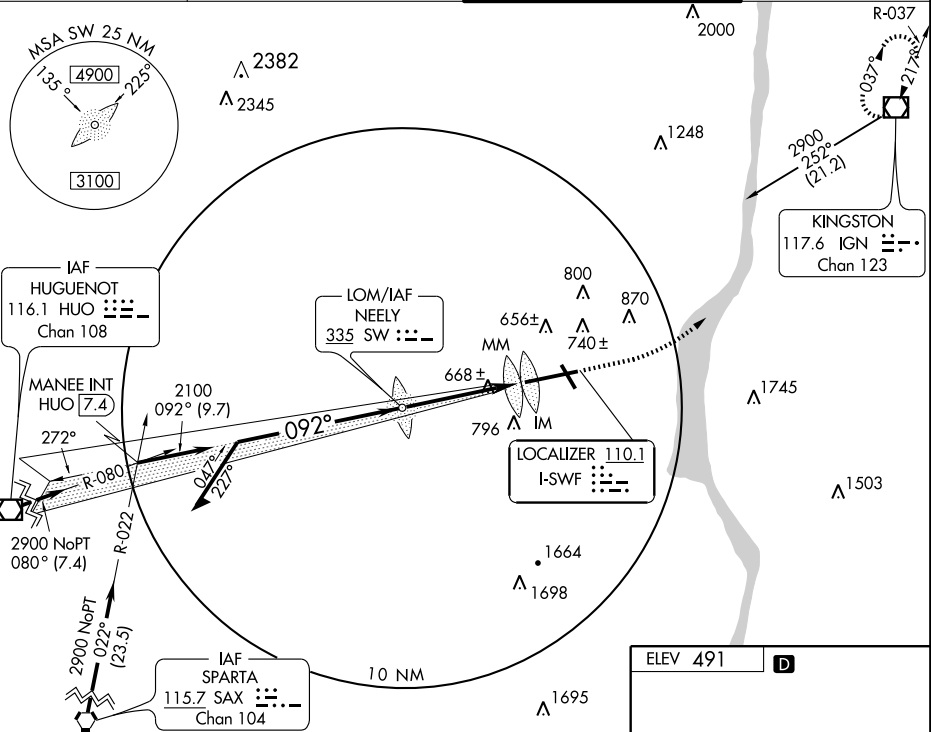 MSA SW 25 NM
135°
4900
225°
3100
2382
2345
2000
1248
R-037
037°
217°
2900
252°
(21.2)
KINGSTON
117.6 IGN
Chan 123
IAF
HUGUENOT
116.1 HUO
Chan 108
LOM/IAF
NEELY
335 SW
800
870
656±
740±
MM
668±
796
IM
MANEE INT
HUO 7.4
2100
092° (9.7)
272°
092°
R-080
047°
227°
LOCALIZER 110.1
I-SWF
1745
1503
2900 NoPT
080° (7.4)
R-022
1664
1698
2900 NoPT
022°
(23.5)
IAF
SPARTA
115.7 SAX
Chan 104
10 NM
1695
ELEV 491
D